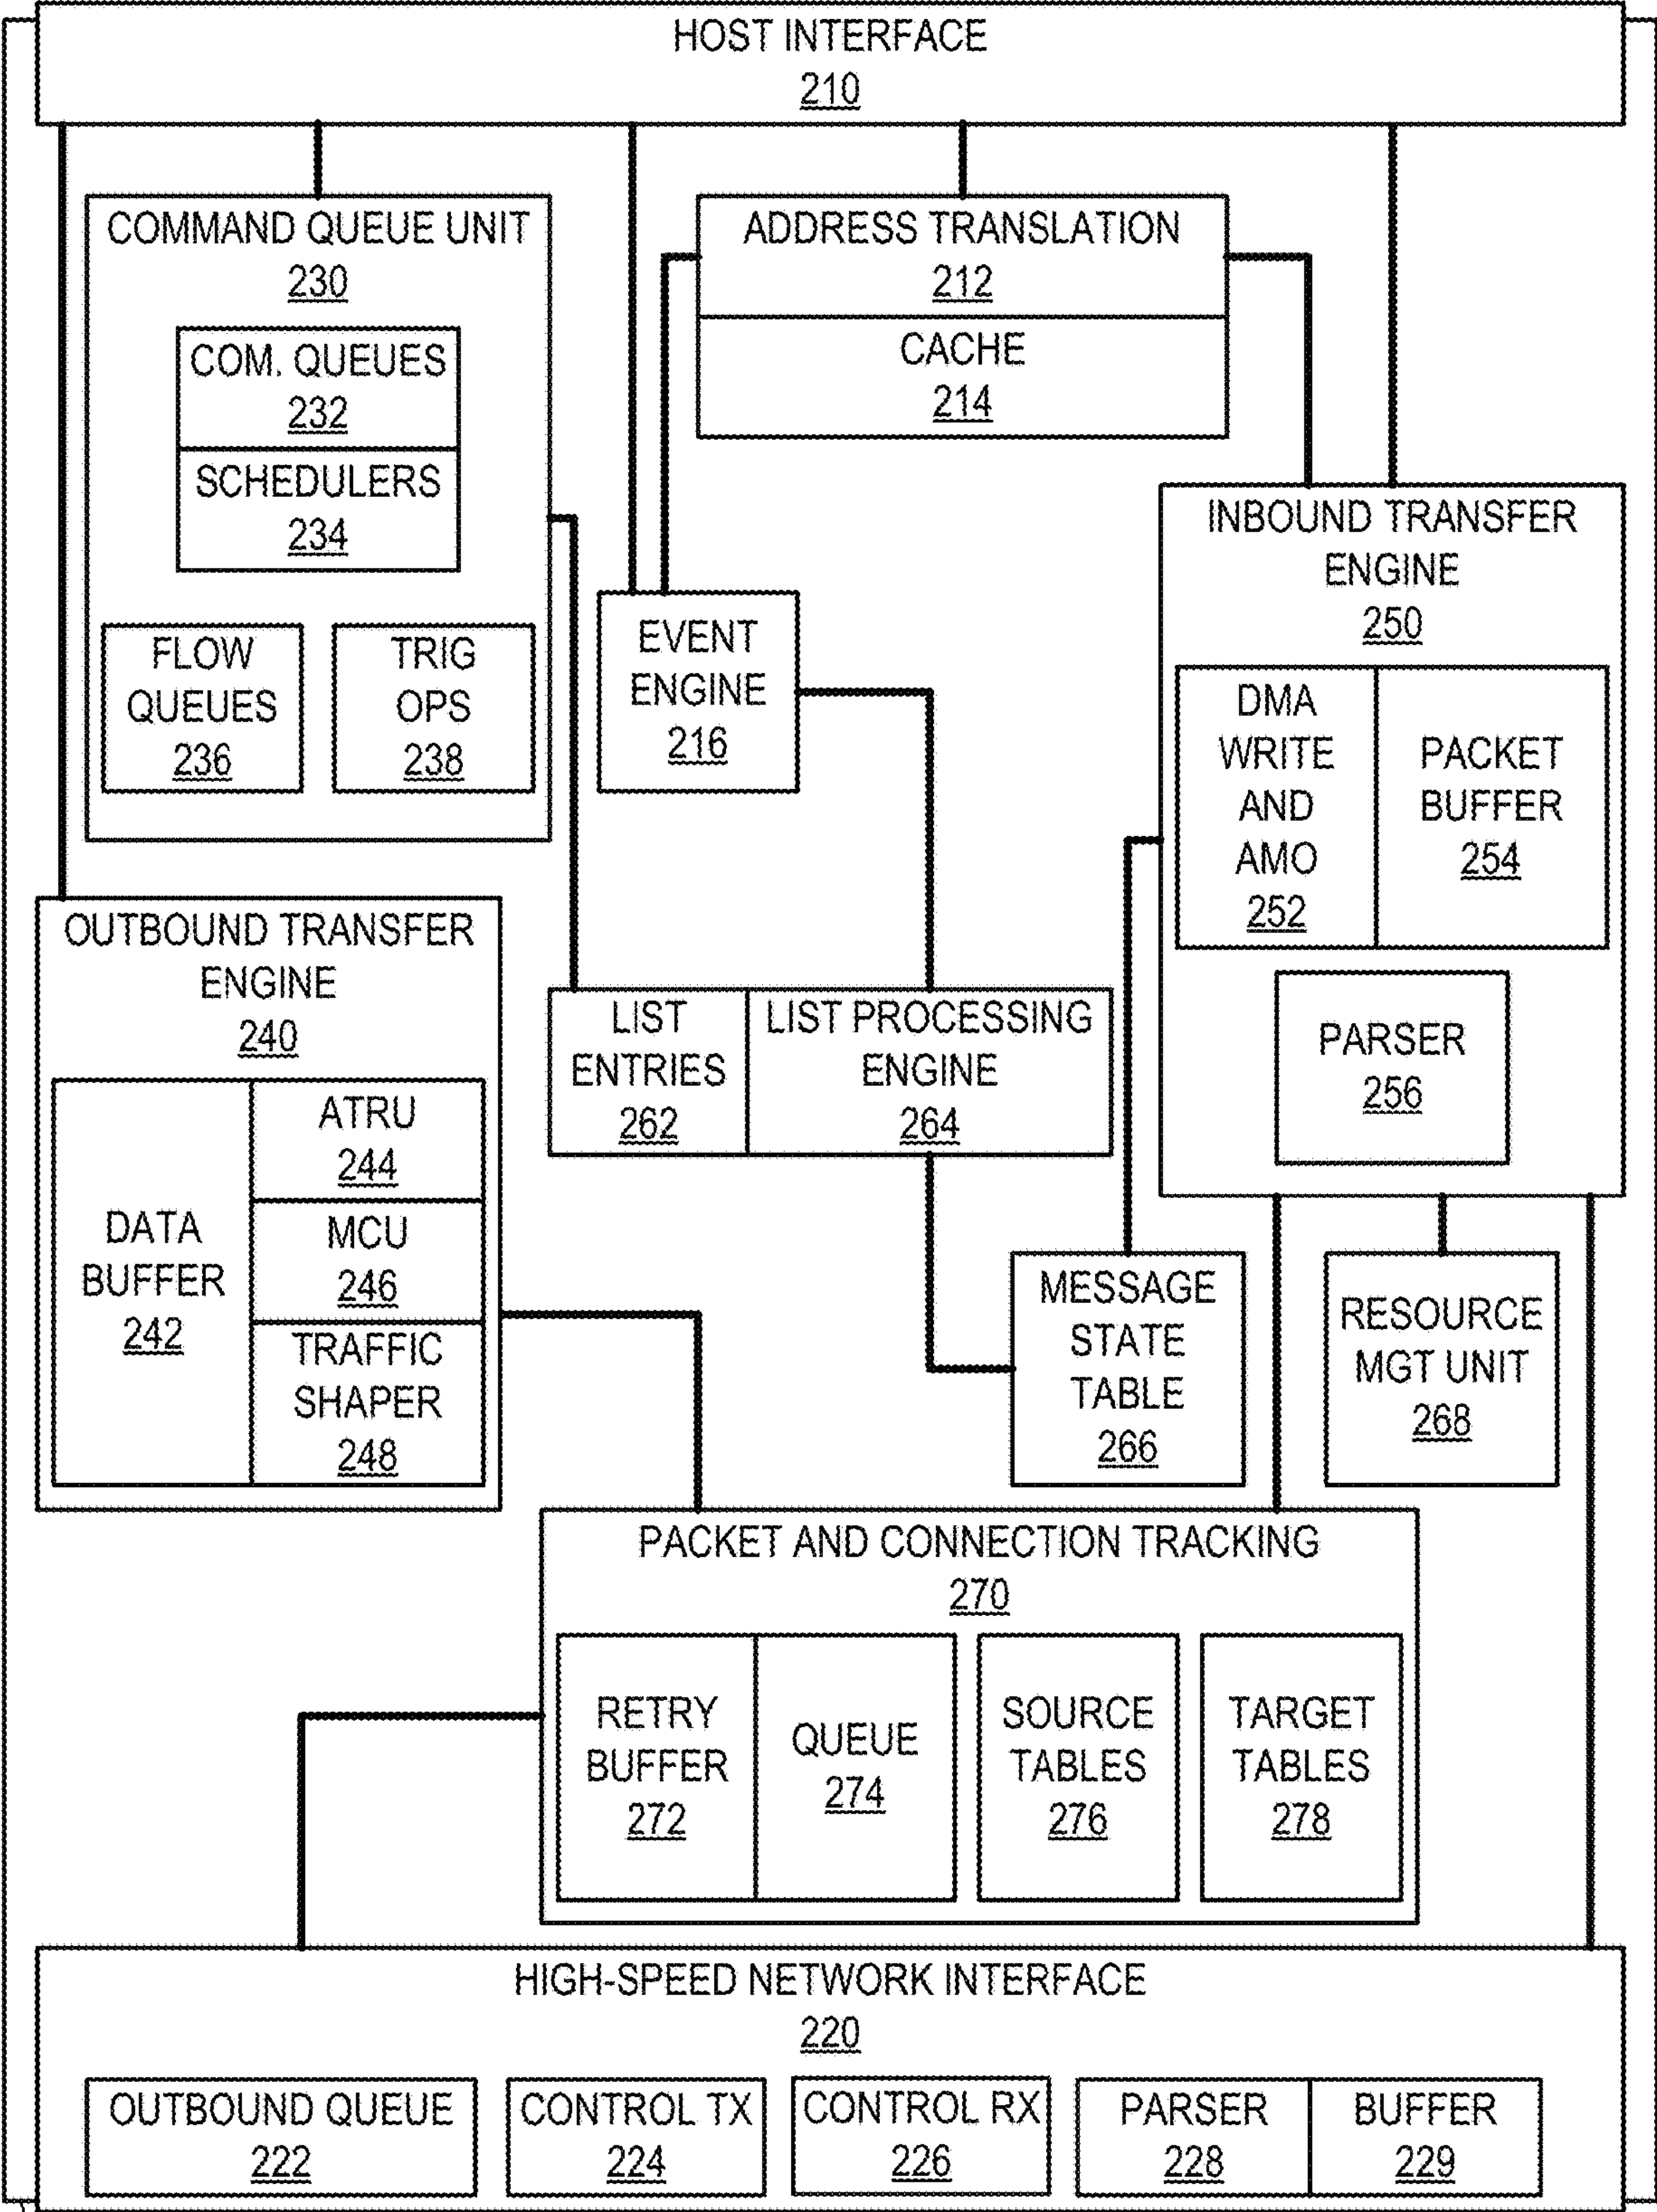 HOST INTERFACE
210
COMMAND QUEUE UNIT
230
COM. QUEUES
232
SCHEDULERS
234
FLOW
QUEUES
236
TRIG
OPS
238
ADDRESS TRANSLATION
212
CACHE
214
EVENT
ENGINE
216
INBOUND TRANSFER
ENGINE
250
DMA
WRITE
AND
AMO
252
PACKET
BUFFER
254
PARSER
256
OUTBOUND TRANSFER
ENGINE
240
DATA
BUFFER
242
ATRU
244
MCU
246
TRAFFIC
SHAPER
248
LIST
ENTRIES
262
LIST PROCESSING
ENGINE
264
MESSAGE
STATE
TABLE
266
RESOURCE
MGT UNIT
268
PACKET AND CONNECTION TRACKING
270
RETRY
BUFFER
272
QUEUE
274
SOURCE
TABLES
276
TARGET
TABLES
278
HIGH-SPEED NETWORK INTERFACE
220
OUTBOUND QUEUE
222
CONTROL TX
224
CONTROL RX
226
PARSER
228
BUFFER
229